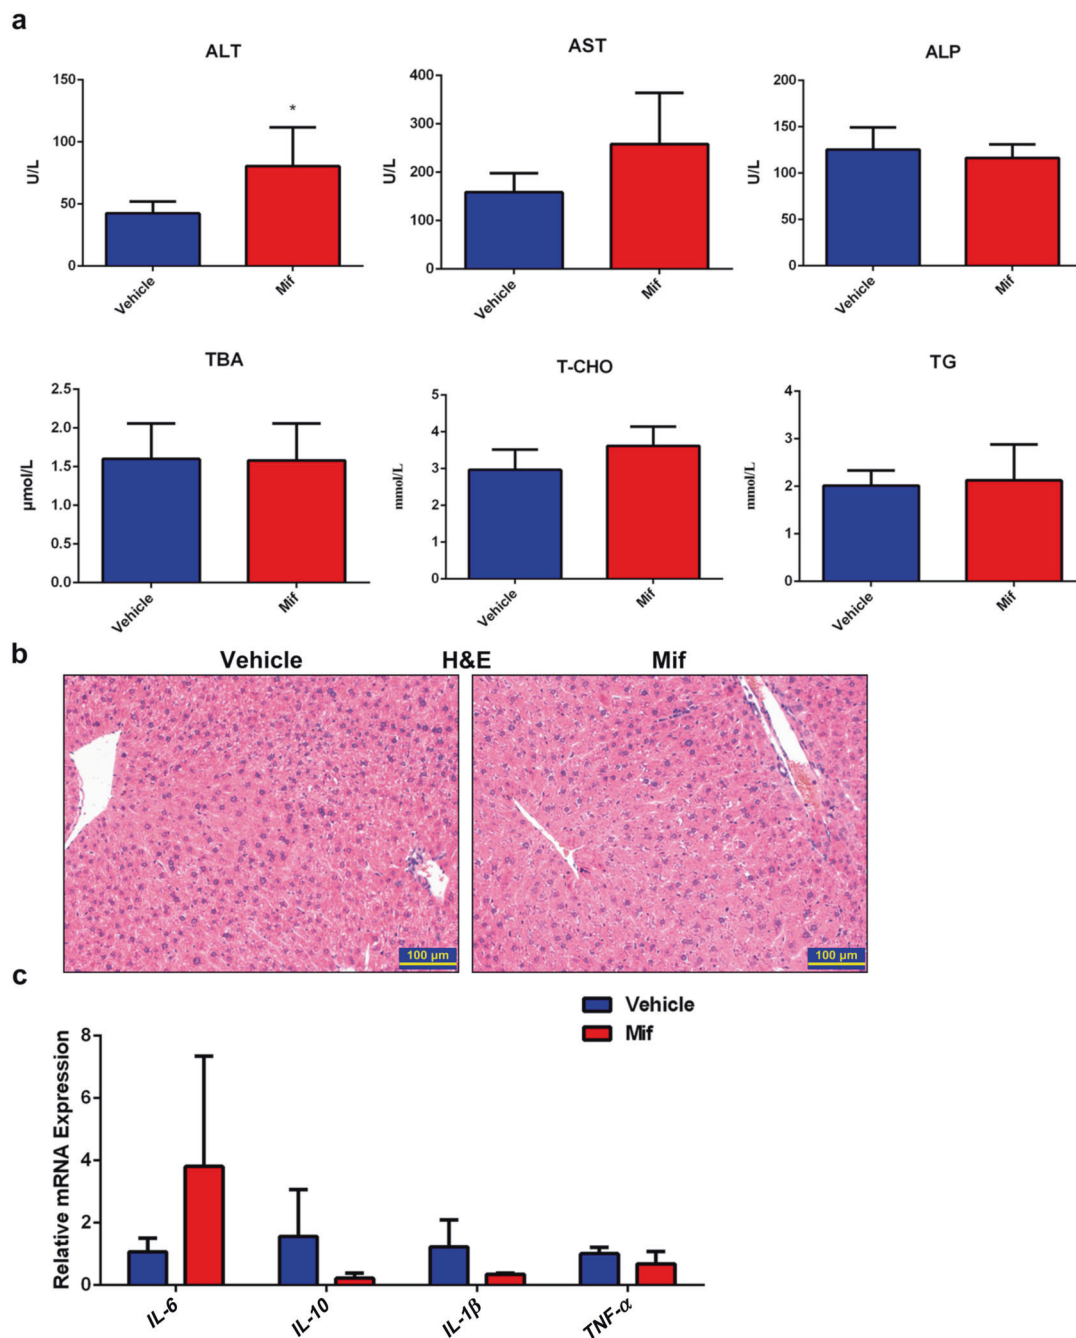 a
ALT
AST
ALP
150
100
50
0
U/L
*
Vehicle
Mif
400
300
200
100
0
U/L
Vehicle
Mif
200
150
100
50
0
U/L
Vehicle
Mif
TBA
T-CHO
TG
2.5
2.0
1.5
1.0
0.5
0.0
µmol/L
Vehicle
Mif
5
4
3
2
1
0
mmol/L
Vehicle
Mif
4
3
2
1
0
mmol/L
Vehicle
Mif
b
Vehicle H&E Mif
100 µm
100 µm
c
Vehicle
Mif
8
6
4
2
0
Relative mRNA Expression
IL-6
IL-10
IL-1β
TNF-α